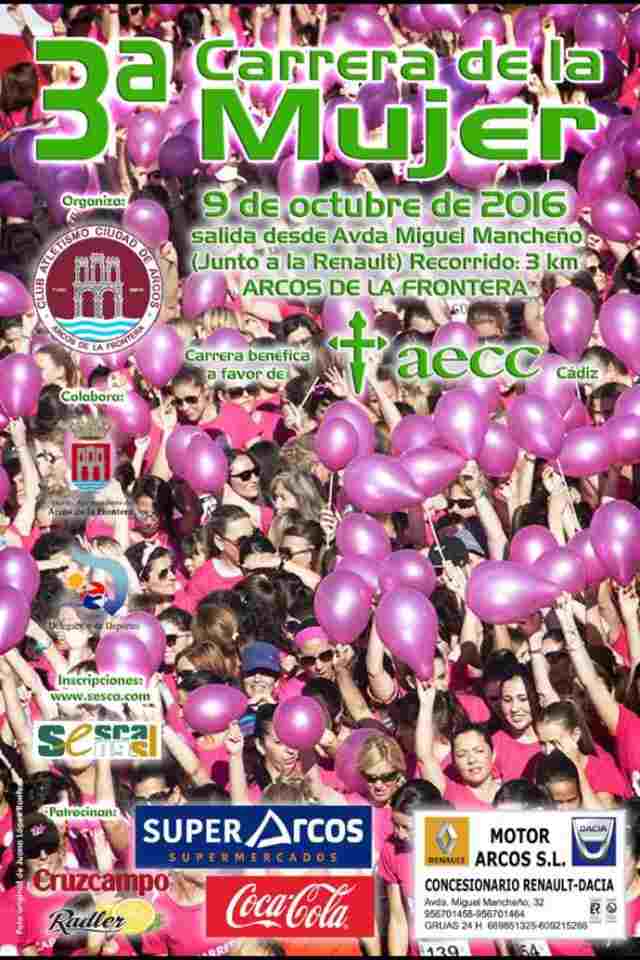 3ª Carrera de la
Mujer
Organiza:
9 de octubre de 2016
salida desde Avda Miguel Mancheño
(Junto a la Renault) Recorrido: 3 km
ARCOS DE LA FRONTERA
CLUB ATLETISMO CIUDAD DE ARCOS
ARCOS DE LA FRONTERA
Carrera benéfica
a favor de
aecc Cádiz
Colabora:
Arcos de la Frontera
Delegación de Deportes
Inscripciones:
www.sesca.com
Patrocinan:
SUPER ARCOS
SUPERMERCADOS
Cruzcampo
Radler
Coca-Cola
RENAULT
MOTOR
ARCOS S.L.
DACIA
CONCESIONARIO RENAULT-DACIA
Avda. Miguel Mancheño, 32
956701458-956701464
GRUAS 24 H. 669851325-609215266
139
64